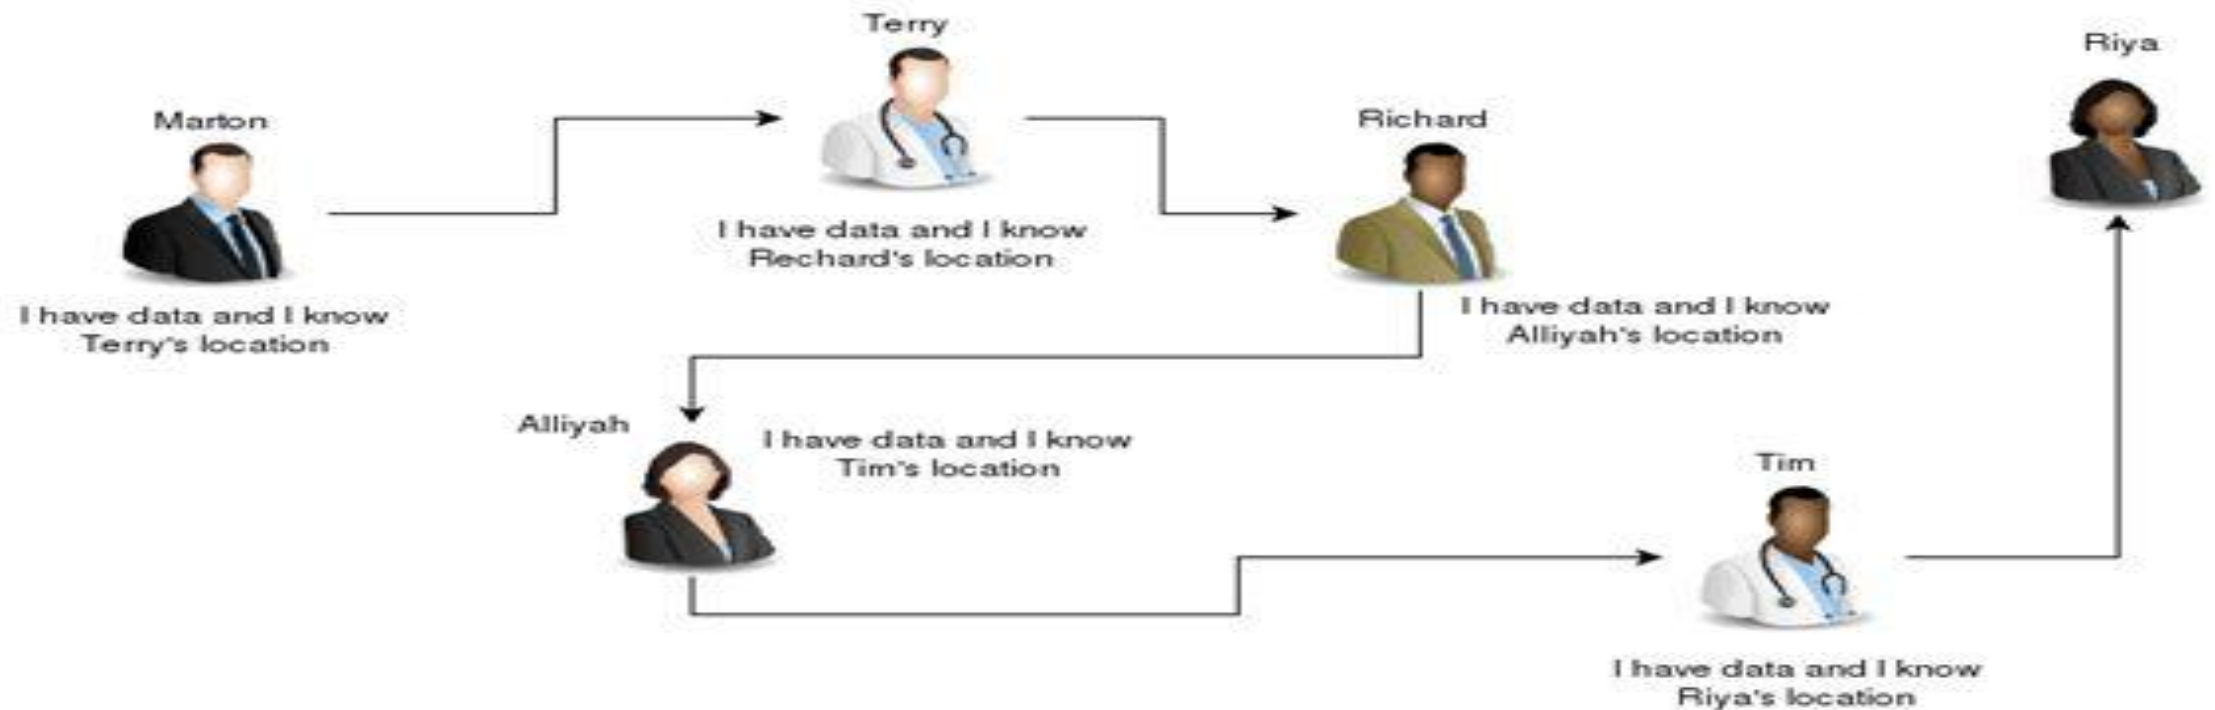 Terry
Riya
Marton
Richard
I have data and I know
Rechard's location
I have data and I know
Terry's location
I have data and I know
Alliyah's location
Alliyah
I have data and I know
Tim's location
Tim
I have data and I know
Riya's location